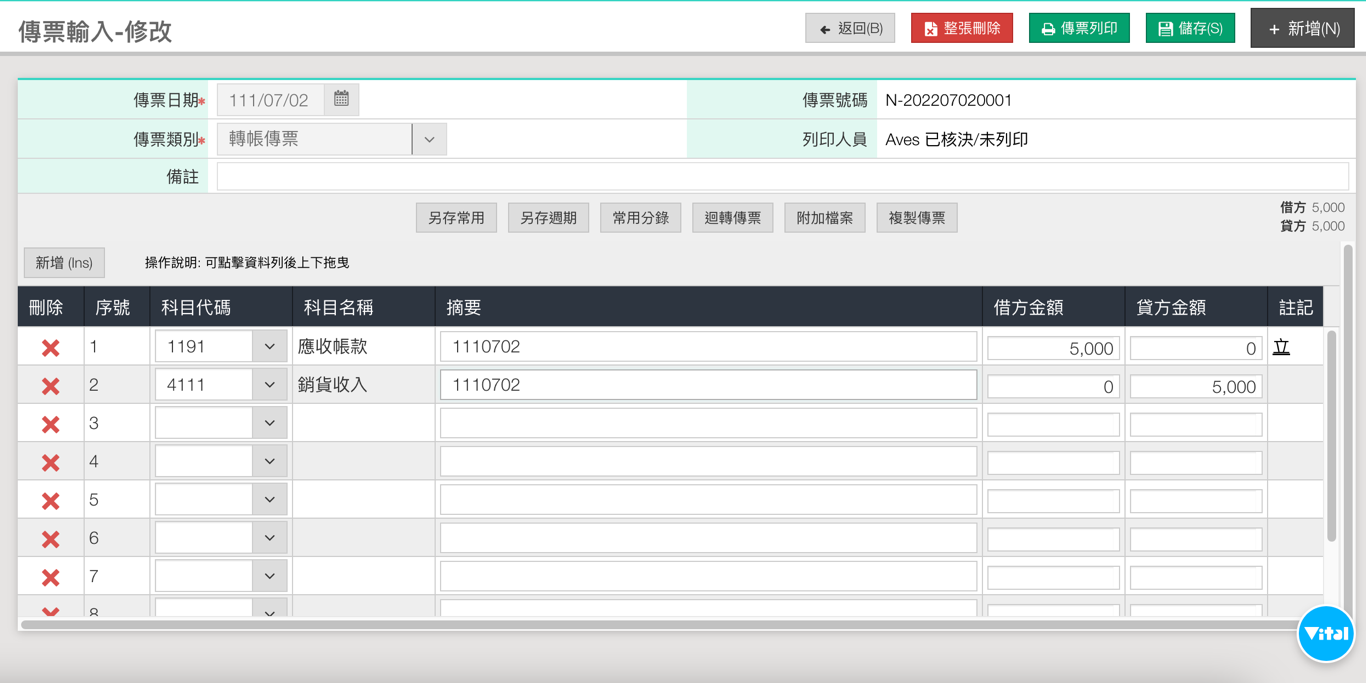 傳票輸入-修改
返回(B)
整張刪除
傳票列印
儲存(S)
+ 新增(N)
傳票日期* 111/07/02 傳票號碼 N-202207020001
傳票類別* 轉帳傳票 列印人員 Aves 已核決/未列印
備註
另存常用 另存週期 常用分錄 迴轉傳票 附加檔案 複製傳票
借方 5,000
貸方 5,000
新增 (Ins) 操作說明: 可點擊資料列後上下拖曳
刪除 序號 科目代碼 科目名稱 摘要 借方金額 貸方金額 註記
1 1191 應收帳款 1110702 5,000 0 立
2 4111 銷貨收入 1110702 0 5,000
3
4
5
6
7
8
Vital